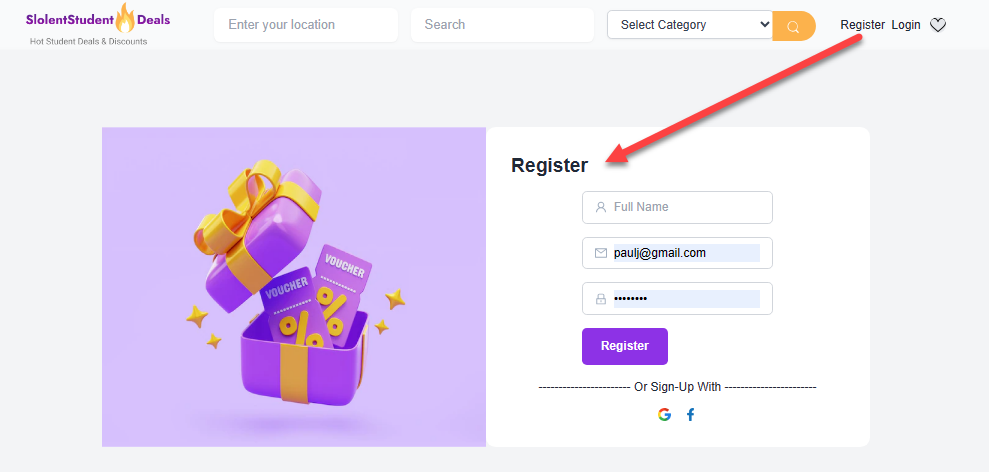 SlolentStudent Deals
Hot Student Deals & Discounts
Enter your location
Search
Select Category
Register Login
Register
Full Name
VOUCHER
VOUCHER
%
%
paulj@gmail.com
••••••••
Register
----------------------- Or Sign-Up With -----------------------
G f